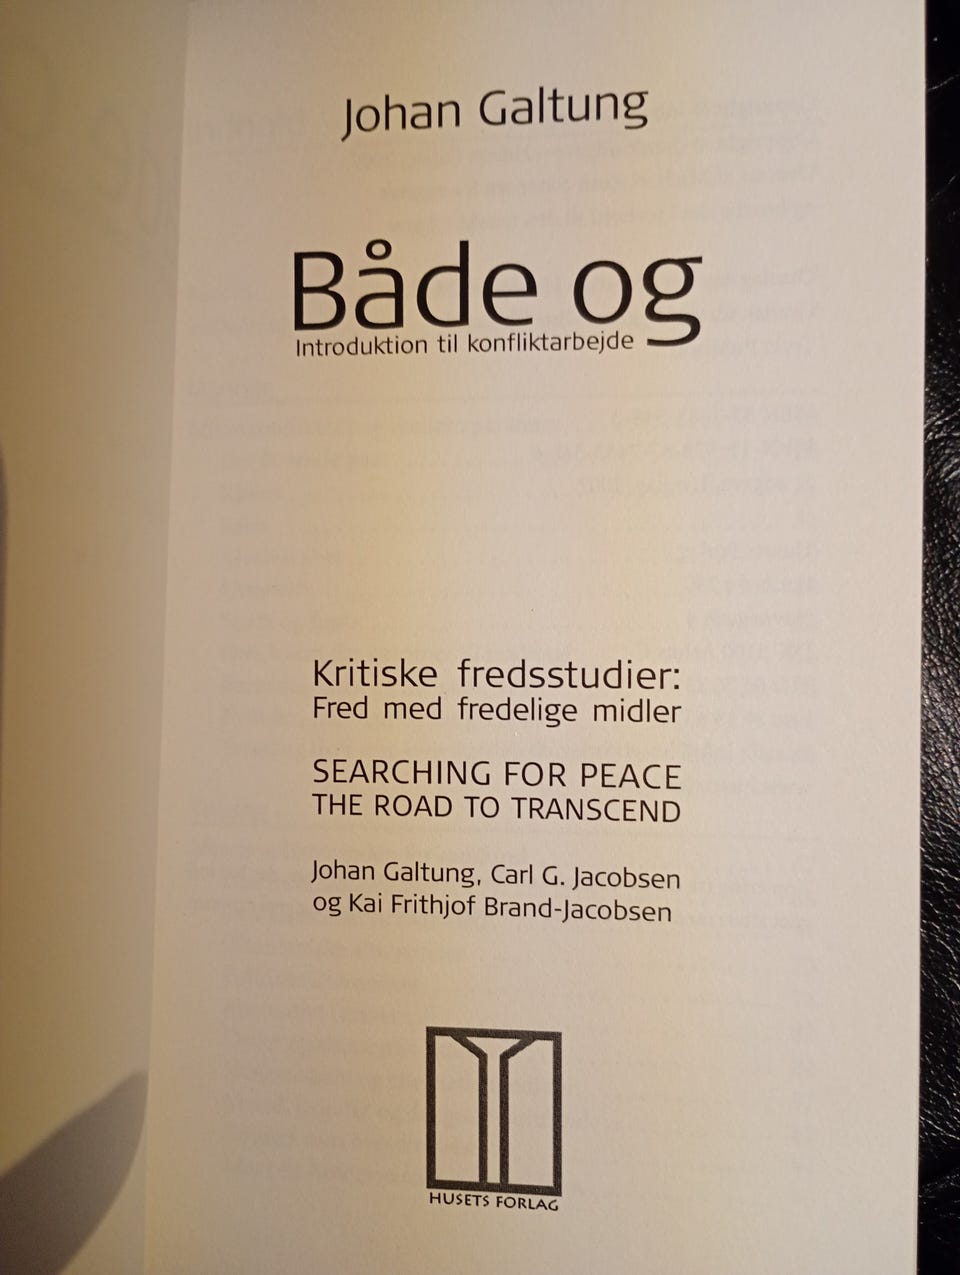 Johan Galtung
Både og
Introduktion til konfliktarbejde
Kritiske fredsstudier:
Fred med fredelige midler
SEARCHING FOR PEACE
THE ROAD TO TRANSCEND
Johan Galtung, Carl G. Jacobsen
og Kai Frithjof Brand-Jacobsen
HUSETS FORLAG